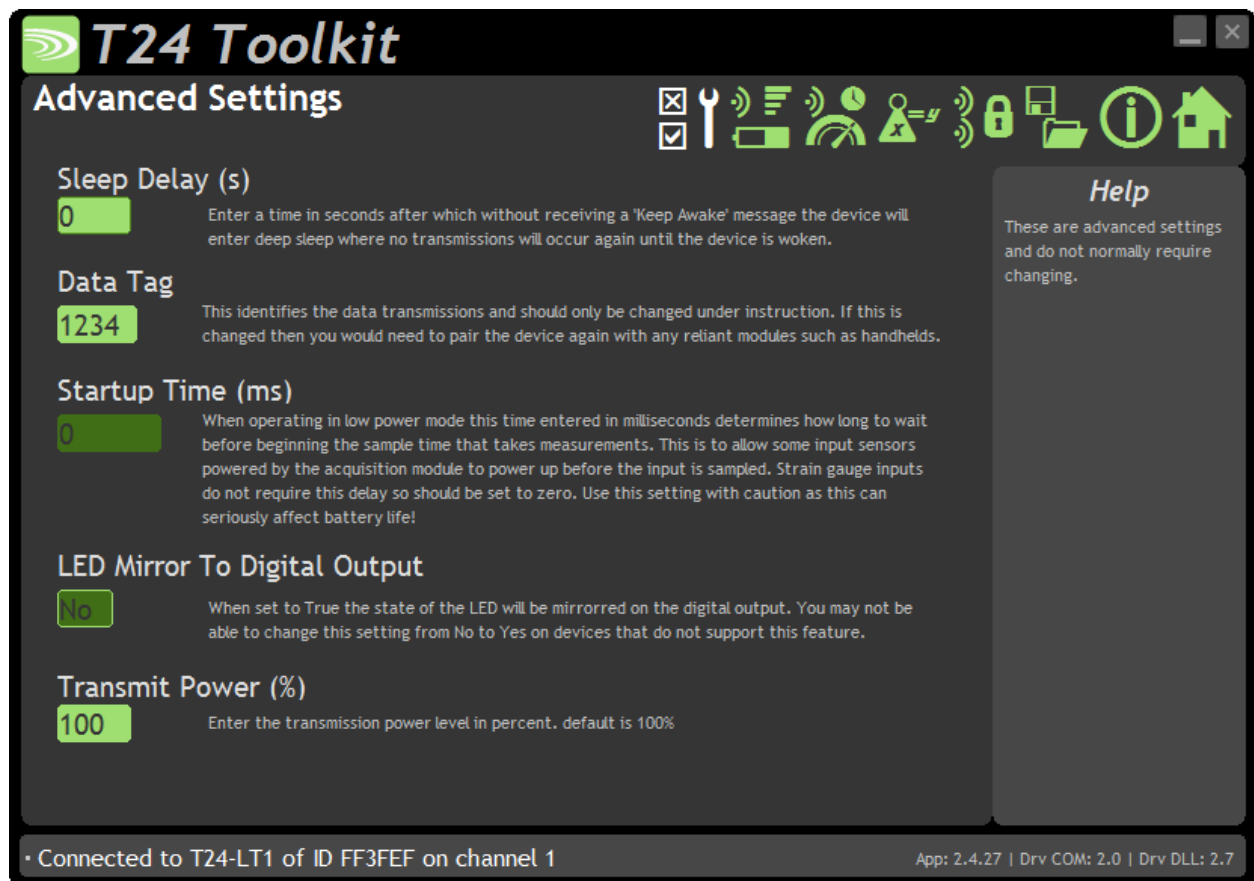 T24 Toolkit
Advanced Settings
x=y
Sleep Delay (s)
0
Enter a time in seconds after which without receiving a 'Keep Awake' message the device will
enter deep sleep where no transmissions will occur again until the device is woken.
Data Tag
1234
This identifies the data transmissions and should only be changed under instruction. If this is
changed then you would need to pair the device again with any reliant modules such as handhelds.
Startup Time (ms)
0
When operating in low power mode this time entered in milliseconds determines how long to wait
before beginning the sample time that takes measurements. This is to allow some input sensors
powered by the acquisition module to power up before the input is sampled. Strain gauge inputs
do not require this delay so should be set to zero. Use this setting with caution as this can
seriously affect battery life!
LED Mirror To Digital Output
No
When set to True the state of the LED will be mirrorred on the digital output. You may not be
able to change this setting from No to Yes on devices that do not support this feature.
Transmit Power (%)
100
Enter the transmission power level in percent. default is 100%
Help
These are advanced settings
and do not normally require
changing.
Connected to T24-LT1 of ID FF3FEF on channel 1
App: 2.4.27 | Drv COM: 2.0 | Drv DLL: 2.7